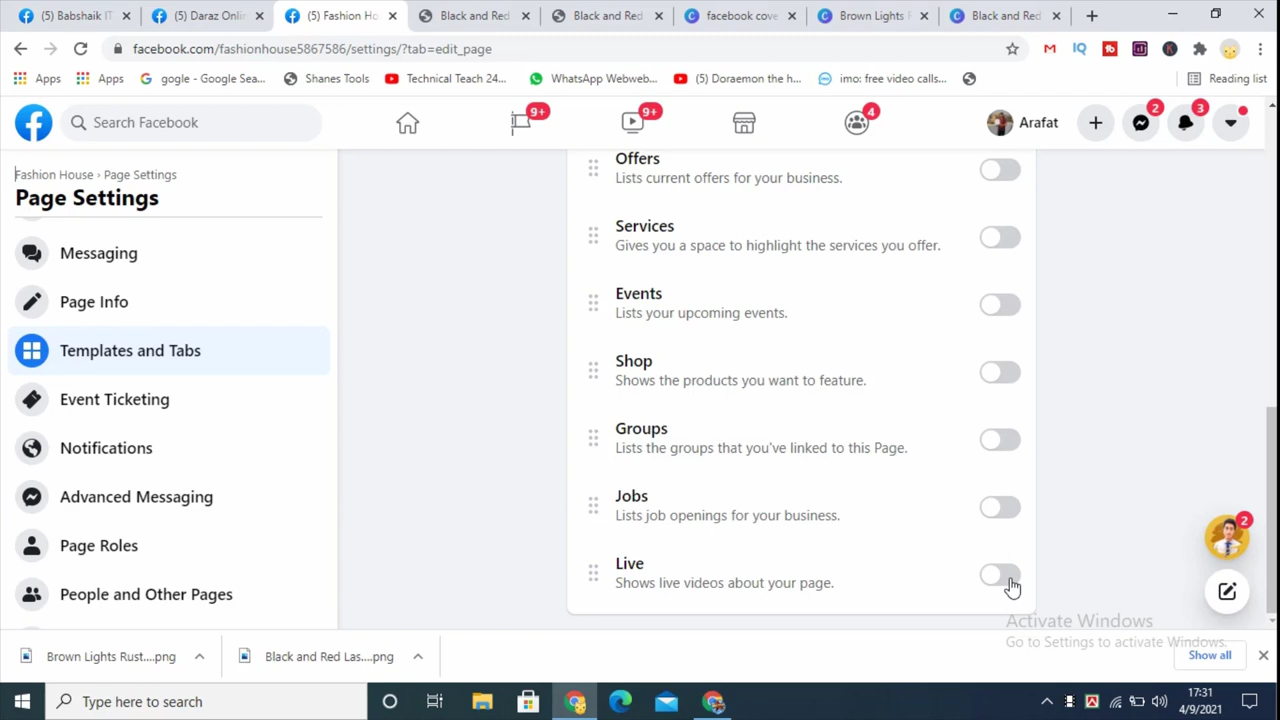 (5) Babshaik IT
(5) Daraz Onli
(5) Fashion Ho
Black and Red
Black and Red
facebook cove
Brown Lights R
Black and Red
facebook.com/fashionhouse5867586/settings/?tab=edit_page
Apps
Apps
gogle - Google Sea...
Shanes Tools
Technical Teach 24...
WhatsApp Webweb...
(5) Doraemon the h...
imo: free video calls...
Reading list
Search Facebook
9+
9+
4
Arafat
2
3
Fashion House › Page Settings
Page Settings
Messaging
Page Info
Templates and Tabs
Event Ticketing
Notifications
Advanced Messaging
Page Roles
People and Other Pages
Offers
Lists current offers for your business.
Services
Gives you a space to highlight the services you offer.
Events
Lists your upcoming events.
Shop
Shows the products you want to feature.
Groups
Lists the groups that you've linked to this Page.
Jobs
Lists job openings for your business.
Live
Shows live videos about your page.
2
Activate Windows
Go to Settings to activate Windows.
Brown Lights Rust....png
Black and Red Las....png
Show all
Type here to search
17:31
4/9/2021